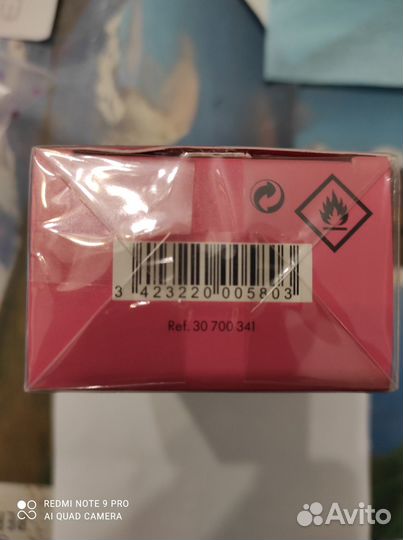 3 423220 005803
Ref. 30 700 341
REDMI NOTE 9 PRO
AI QUAD CAMERA
Avito